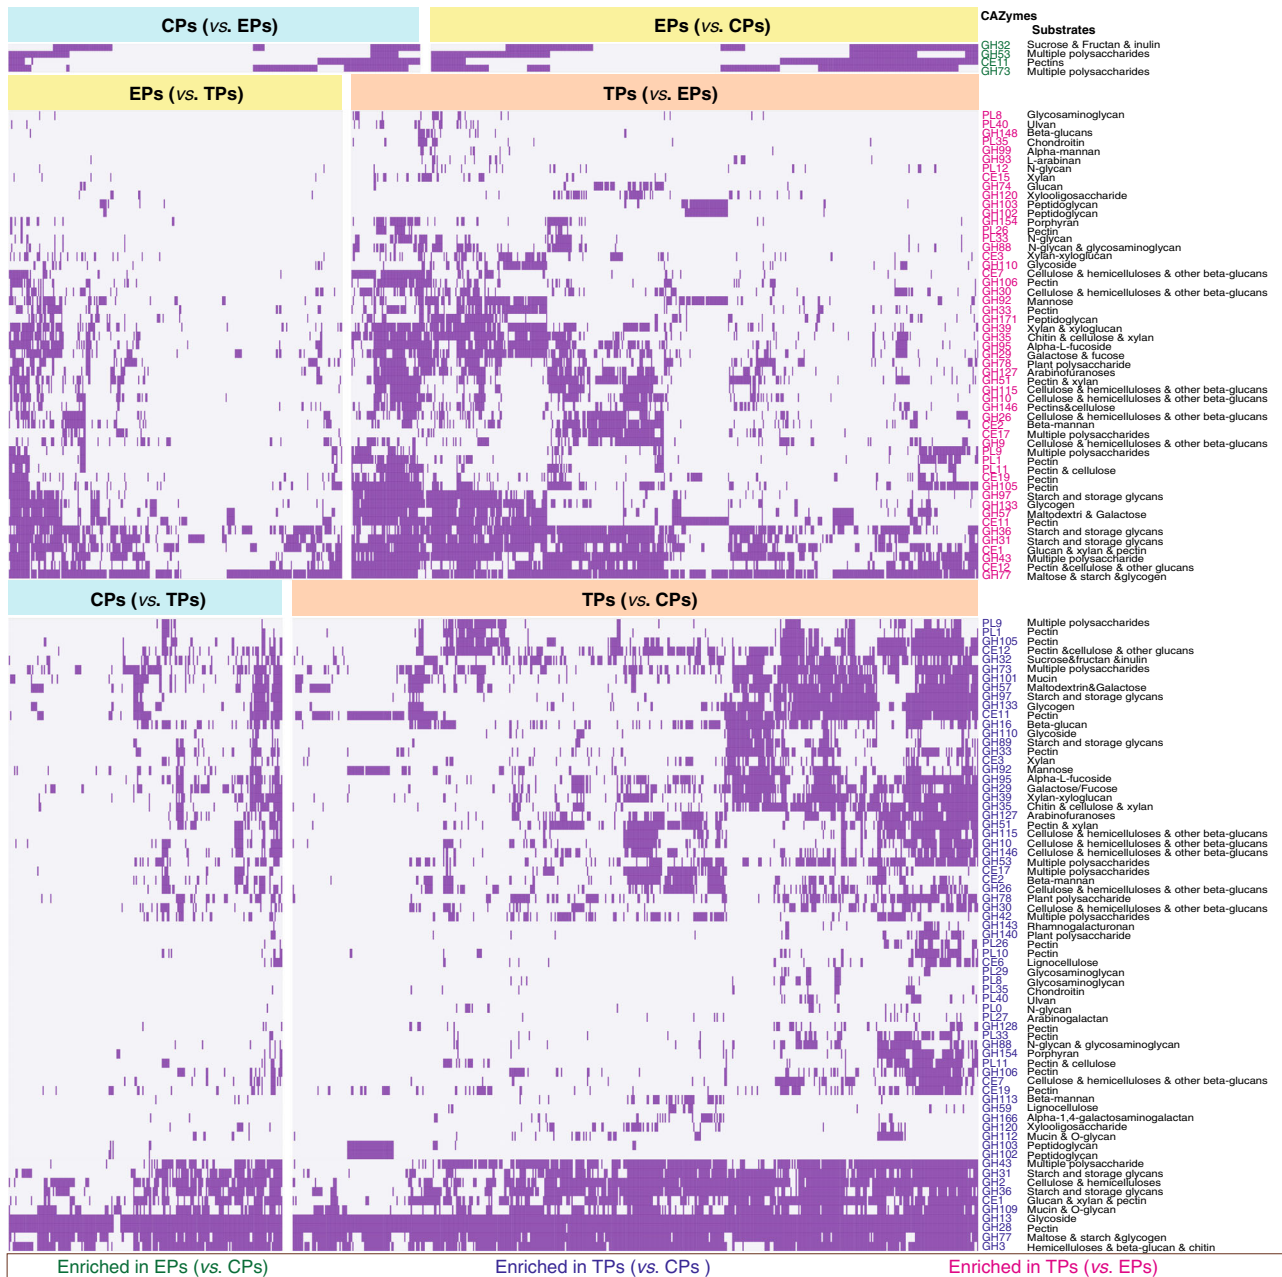 CPs (vs. EPs) EPs (vs. CPs) CAZymes
Substrates
GH32 Sucrose & Fructan & inulin
GH53 Multiple polysaccharides
CE11 Pectins
GH73 Multiple polysaccharides
EPs (vs. TPs) TPs (vs. EPs)
PL8 Glycosaminoglycan
PL40 Ulvan
GH148 Beta-glucans
PL35 Chondroitin
GH99 Alpha-mannan
GH93 L-arabinan
PL12 N-glycan
CE15 Xylan
GH74 Glucan
GH120 Xylooligosaccharide
GH103 Peptidoglycan
GH102 Peptidoglycan
GH154 Porphyran
PL26 Pectin
PL33 N-glycan
GH88 N-glycan & glycosaminoglycan
CE3 Xylan-xyloglucan
GH110 Glycoside
CE7 Cellulose & hemicelluloses & other beta-glucans
GH106 Pectin
GH30 Cellulose & hemicelluloses & other beta-glucans
GH92 Mannose
GH33 Pectin
GH171 Peptidoglycan
GH39 Xylan & xyloglucan
GH35 Chitin & cellulose & xylan
GH95 Alpha-L-fucoside
GH29 Galactose & fucose
GH78 Plant polysaccharide
GH127 Arabinofuranoses
GH51 Pectin & xylan
GH115 Cellulose & hemicelluloses & other beta-glucans
GH10 Cellulose & hemicelluloses & other beta-glucans
GH146 Pectins&cellulose
GH26 Cellulose & hemicelluloses & other beta-glucans
CE2 Beta-mannan
CE17 Multiple polysaccharides
GH9 Cellulose & hemicelluloses & other beta-glucans
PL9 Multiple polysaccharides
PL1 Pectin
PL11 Pectin & cellulose
CE19 Pectin
GH105 Pectin
GH97 Starch and storage glycans
GH133 Glycogen
GH57 Maltodextri & Galactose
CE11 Pectin
GH36 Starch and storage glycans
GH31 Starch and storage glycans
CE1 Glucan & xylan & pectin
GH43 Multiple polysaccharide
CE12 Pectin &cellulose & other glucans
GH77 Maltose & starch &glycogen
CPs (vs. TPs) TPs (vs. CPs)
PL9 Multiple polysaccharides
PL1 Pectin
GH105 Pectin
CE12 Pectin &cellulose & other glucans
GH32 Sucrose&fructan &inulin
GH73 Multiple polysaccharides
GH101 Mucin
GH57 Maltodextrin&Galactose
GH97 Starch and storage glycans
GH133 Glycogen
CE11 Pectin
GH16 Beta-glucan
GH110 Glycoside
GH89 Starch and storage glycans
GH33 Pectin
CE3 Xylan
GH92 Mannose
GH95 Alpha-L-fucoside
GH29 Galactose/Fucose
GH39 Xylan-xyloglucan
GH35 Chitin & cellulose & xylan
GH127 Arabinofuranoses
GH51 Pectin & xylan
GH115 Cellulose & hemicelluloses & other beta-glucans
GH10 Cellulose & hemicelluloses & other beta-glucans
GH146 Cellulose & hemicelluloses & other beta-glucans
GH53 Multiple polysaccharides
CE17 Multiple polysaccharides
CE2 Beta-mannan
GH26 Cellulose & hemicelluloses & other beta-glucans
GH78 Plant polysaccharide
GH30 Cellulose & hemicelluloses & other beta-glucans
GH42 Multiple polysaccharides
GH143 Rhamnogalacturonan
GH140 Plant polysaccharide
PL26 Pectin
PL10 Pectin
CE6 Lignocellulose
PL29 Glycosaminoglycan
PL8 Glycosaminoglycan
PL35 Chondroitin
PL40 Ulvan
PL0 N-glycan
PL27 Arabinogalactan
GH128 Pectin
PL33 Pectin
GH88 N-glycan & glycosaminoglycan
GH154 Porphyran
PL11 Pectin & cellulose
GH106 Pectin
CE7 Cellulose & hemicelluloses & other beta-glucans
CE19 Pectin
GH113 Beta-mannan
GH59 Lignocellulose
GH166 Alpha-1,4-galactosaminogalactan
GH120 Xylooligosaccharide
GH112 Mucin & O-glycan
GH103 Peptidoglycan
GH102 Peptidoglycan
GH43 Multiple polysaccharide
GH31 Starch and storage glycans
GH2 Cellulose & hemicelluloses
GH36 Starch and storage glycans
CE1 Glucan & xylan & pectin
GH109 Mucin & O-glycan
GH13 Glycoside
GH28 Pectin
GH77 Maltose & starch &glycogen
GH3 Hemicelluloses & beta-glucan & chitin
Enriched in EPs (vs. CPs) Enriched in TPs (vs. CPs ) Enriched in TPs (vs. EPs)